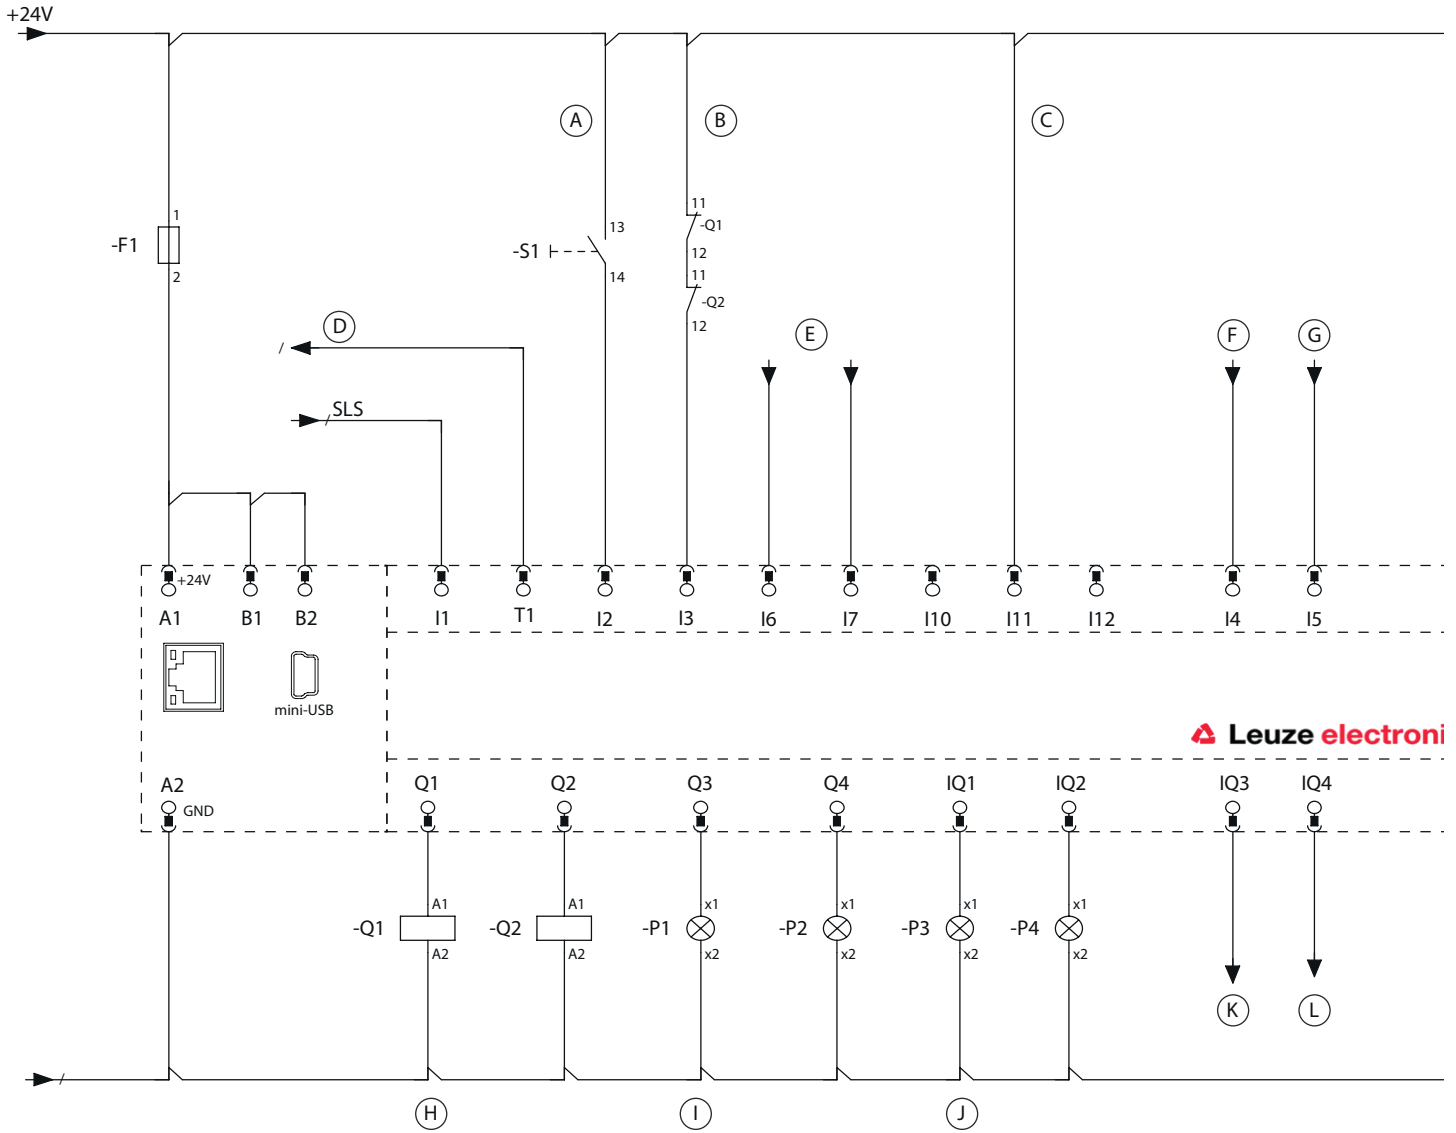 +24V
A
B
C
1
-F1
2
13
-S1
14
11
-Q1
12
11
-Q2
12
D
E
F
G
SLS
+24V
A1
B1
B2
I1
T1
I2
I3
I6
I7
I10
I11
I12
I4
I5
mini-USB
Leuze electroni
A2
GND
Q1
Q2
Q3
Q4
IQ1
IQ2
IQ3
IQ4
A1
-Q1
A2
A1
-Q2
A2
x1
-P1
x2
x1
-P2
x2
x1
-P3
x2
x1
-P4
x2
K
L
H
I
J